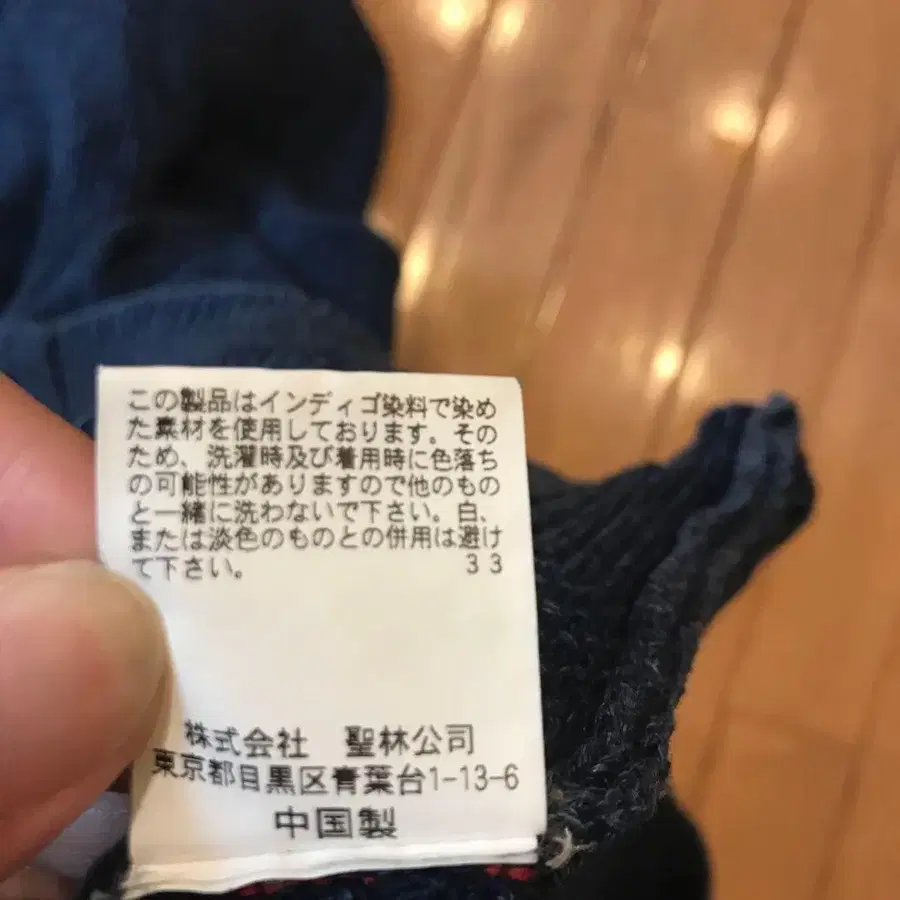 この製品はインディゴ染料で染め
た素材を使用しております。その
ため、洗濯時及び着用時に色落ち
の可能性がありますので他のもの
と一緒に洗わないで下さい。白、
または淡色のものとの併用は避け
て下さい。 33
株式会社 聖林公司
東京都目黒区青葉台1-13-6
中国製